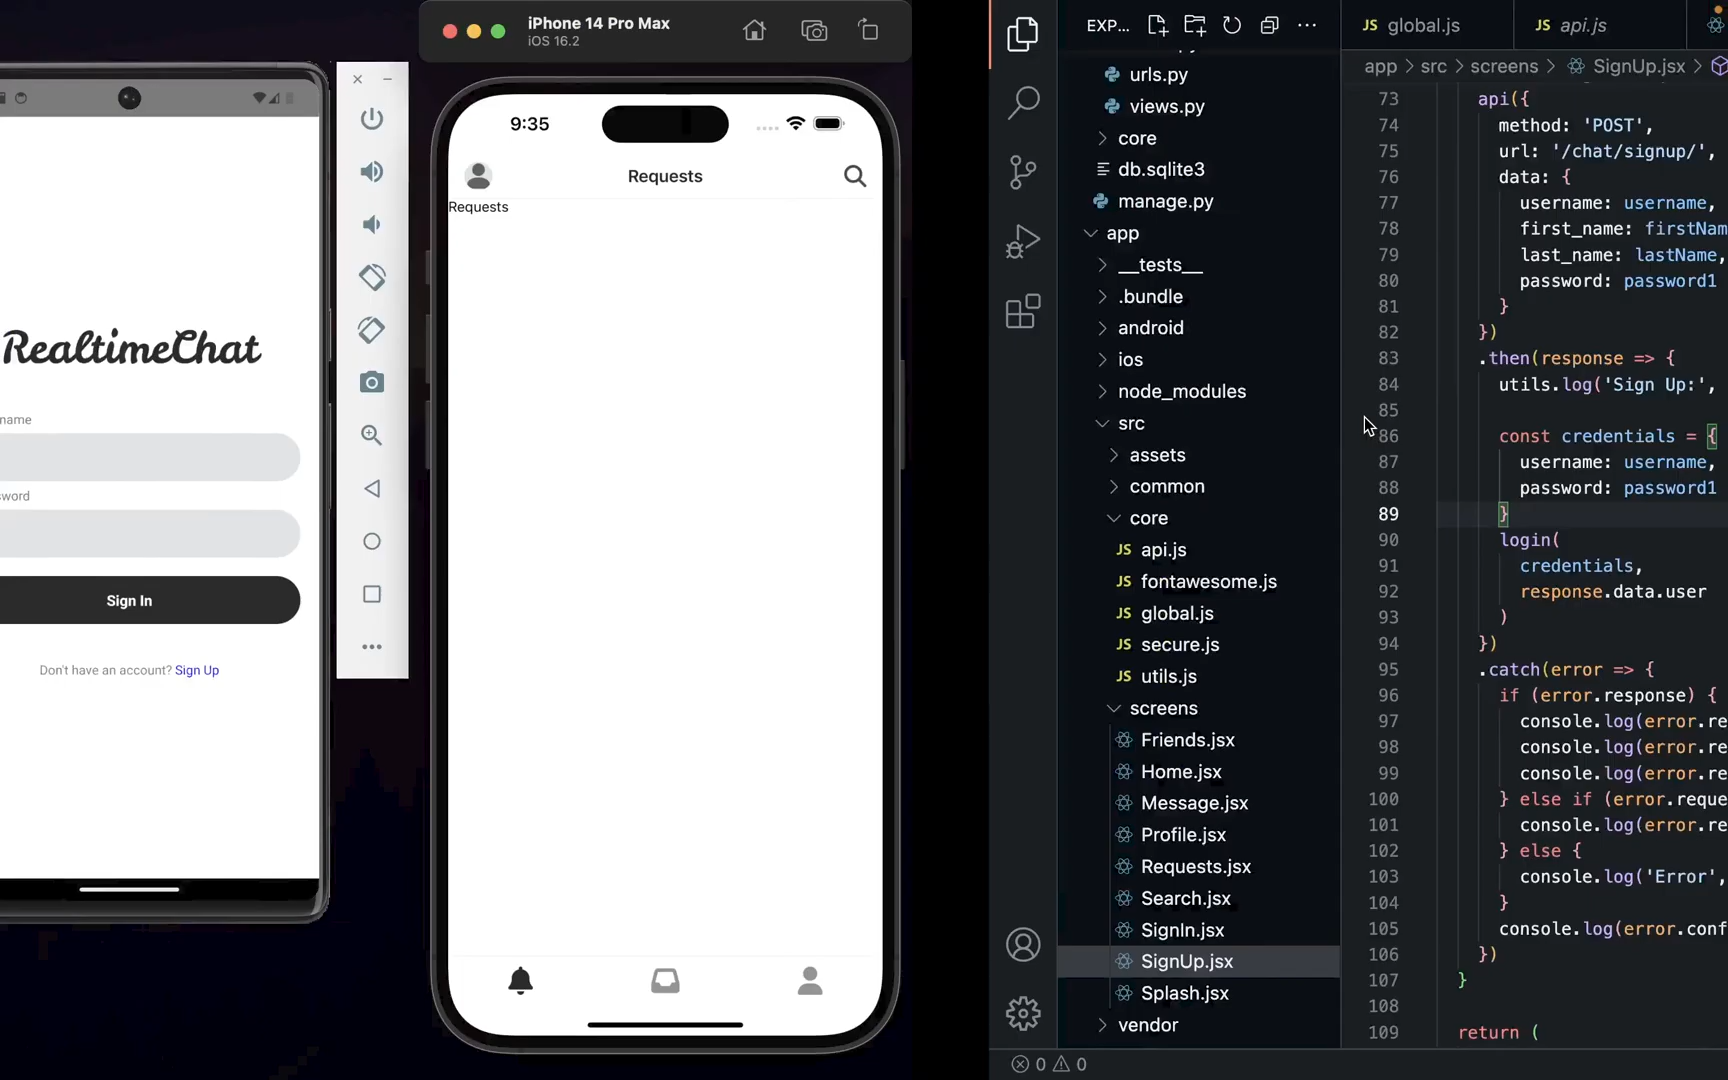 RealtimeChat
name
sword
Sign In
Don't have an account? Sign Up
iPhone 14 Pro Max
iOS 16.2
9:35
Requests
Requests
EXP...
urls.py
views.py
core
db.sqlite3
manage.py
app
__tests__
.bundle
android
ios
node_modules
src
assets
common
core
JS api.js
JS fontawesome.js
JS global.js
JS secure.js
JS utils.js
screens
Friends.jsx
Home.jsx
Message.jsx
Profile.jsx
Requests.jsx
Search.jsx
SignIn.jsx
SignUp.jsx
Splash.jsx
vendor
0 0
JS global.js
JS api.js
app > src > screens > SignUp.jsx >
73 api({
74 method: 'POST',
75 url: '/chat/signup/',
76 data: {
77 username: username,
78 first_name: firstNam
79 last_name: lastName,
80 password: password1
81 }
82 })
83 .then(response => {
84 utils.log('Sign Up:',
85
86 const credentials = {
87 username: username,
88 password: password1
89 }
90 login(
91 credentials,
92 response.data.user
93 )
94 })
95 .catch(error => {
96 if (error.response) {
97 console.log(error.re
98 console.log(error.re
99 console.log(error.re
100 } else if (error.reque
101 console.log(error.re
102 } else {
103 console.log('Error',
104 }
105 console.log(error.conf
106 })
107 }
108
109 return (